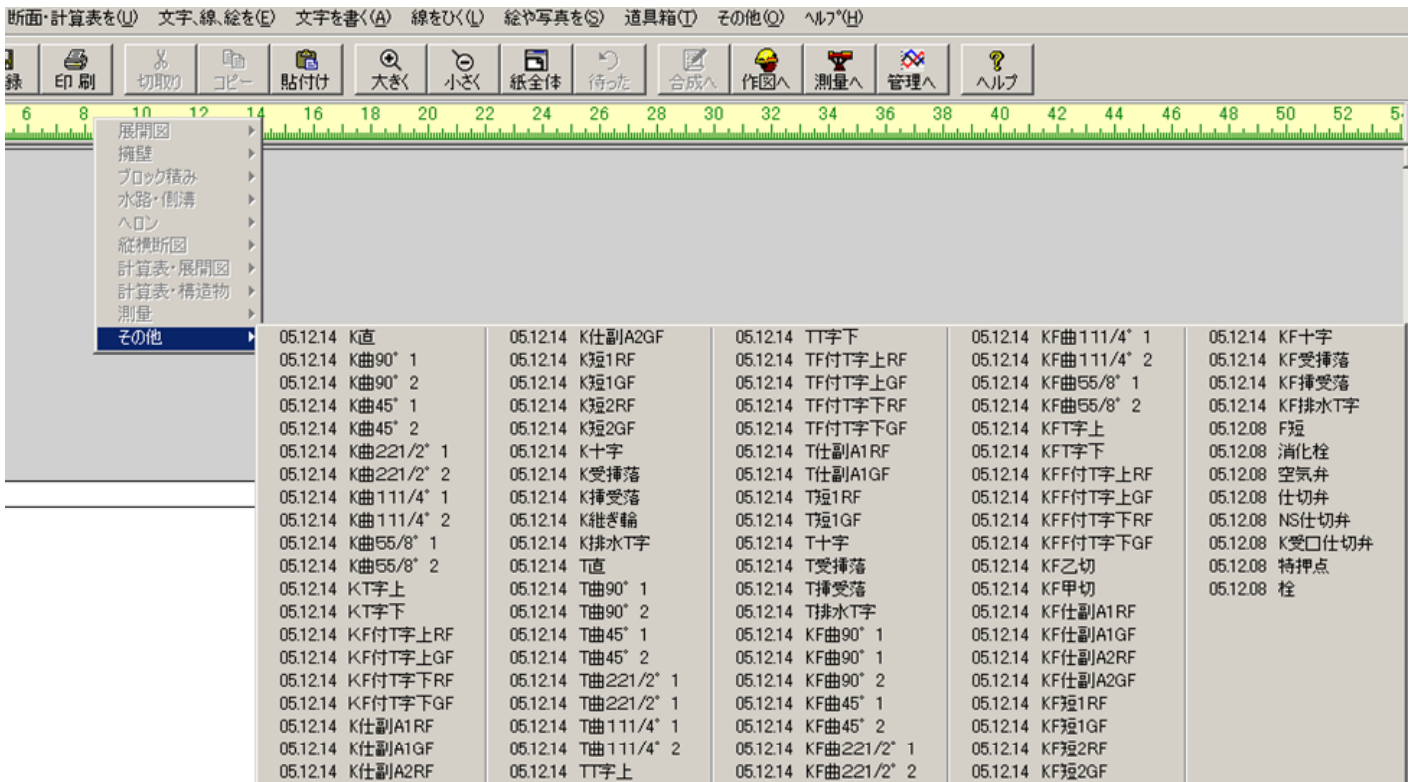 断面・計算表を(U) 文字、線、絵を(E) 文字を書く(A) 線をひく(L) 絵や写真を(S) 道具箱(T) その他(O) ヘルプ(H)
録 印刷 切取り コピー 貼付け 大きく 小さく 紙全体 待った 合成へ 作図へ 測量へ 管理へ ヘルプ
6 8 10 12 14 16 18 20 22 24 26 28 30 32 34 36 38 40 42 44 46 48 50 52 5
展開図
擁壁
ブロック積み
水路・側溝
ヘロン
縦横断図
計算表・展開図
計算表・構造物
測量
その他
05.12.14 K直
05.12.14 K曲90° 1
05.12.14 K曲90° 2
05.12.14 K曲45° 1
05.12.14 K曲45° 2
05.12.14 K曲221/2° 1
05.12.14 K曲221/2° 2
05.12.14 K曲111/4° 1
05.12.14 K曲111/4° 2
05.12.14 K曲55/8° 1
05.12.14 K曲55/8° 2
05.12.14 KT字上
05.12.14 KT字下
05.12.14 KF付T字上RF
05.12.14 KF付T字上GF
05.12.14 KF付T字下RF
05.12.14 KF付T字下GF
05.12.14 K仕副A1RF
05.12.14 K仕副A1GF
05.12.14 K仕副A2RF
05.12.14 K仕副A2GF
05.12.14 K短1RF
05.12.14 K短1GF
05.12.14 K短2RF
05.12.14 K短2GF
05.12.14 K十字
05.12.14 K受挿落
05.12.14 K挿受落
05.12.14 K継ぎ輪
05.12.14 K排水T字
05.12.14 T直
05.12.14 T曲90° 1
05.12.14 T曲90° 2
05.12.14 T曲45° 1
05.12.14 T曲45° 2
05.12.14 T曲221/2° 1
05.12.14 T曲221/2° 1
05.12.14 T曲111/4° 1
05.12.14 T曲111/4° 2
05.12.14 TT字上
05.12.14 TT字下
05.12.14 TF付T字上RF
05.12.14 TF付T字上GF
05.12.14 TF付T字下RF
05.12.14 TF付T字下GF
05.12.14 T仕副A1RF
05.12.14 T仕副A1GF
05.12.14 T短1RF
05.12.14 T短1GF
05.12.14 T十字
05.12.14 T受挿落
05.12.14 T挿受落
05.12.14 T排水T字
05.12.14 KF曲90° 1
05.12.14 KF曲90° 1
05.12.14 KF曲90° 2
05.12.14 KF曲45° 1
05.12.14 KF曲45° 2
05.12.14 KF曲221/2° 1
05.12.14 KF曲221/2° 2
05.12.14 KF曲111/4° 1
05.12.14 KF曲111/4° 2
05.12.14 KF曲55/8° 1
05.12.14 KF曲55/8° 2
05.12.14 KFT字上
05.12.14 KFT字下
05.12.14 KFF付T字上RF
05.12.14 KFF付T字上GF
05.12.14 KFF付T字下RF
05.12.14 KFF付T字下GF
05.12.14 KF乙切
05.12.14 KF甲切
05.12.14 KF仕副A1RF
05.12.14 KF仕副A1GF
05.12.14 KF仕副A2RF
05.12.14 KF仕副A2GF
05.12.14 KF短1RF
05.12.14 KF短1GF
05.12.14 KF短2RF
05.12.14 KF短2GF
05.12.14 KF十字
05.12.14 KF受挿落
05.12.14 KF挿受落
05.12.14 KF排水T字
05.12.08 F短
05.12.08 消化栓
05.12.08 空気弁
05.12.08 仕切弁
05.12.08 NS仕切弁
05.12.08 K受口仕切弁
05.12.08 特押点
05.12.08 栓